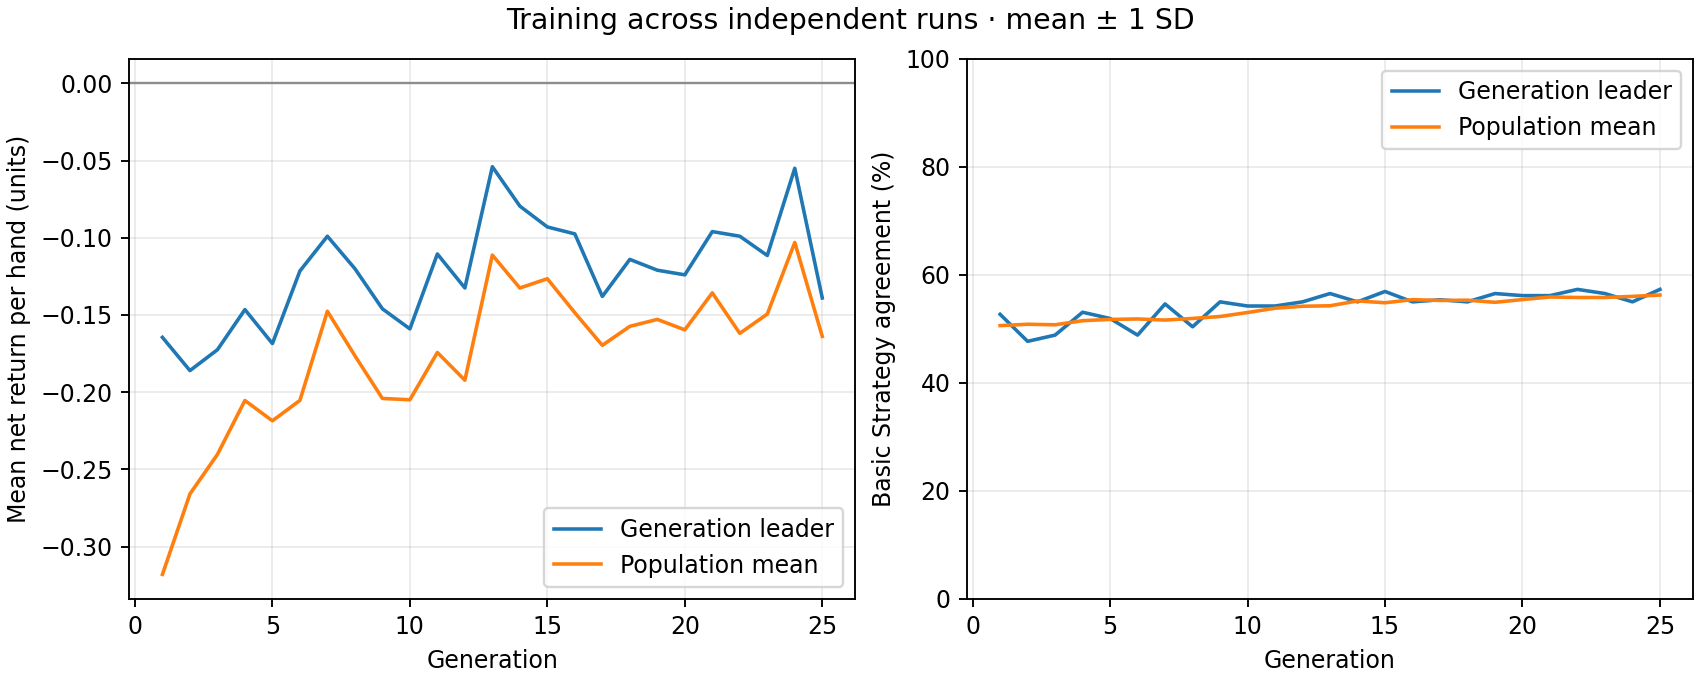 Training across independent runs · mean ± 1 SD
Mean net return per hand (units)
0.00
−0.05
−0.10
−0.15
−0.20
−0.25
−0.30
0
5
10
15
20
25
Generation
Generation leader
Population mean
Basic Strategy agreement (%)
100
80
60
40
20
0
0
5
10
15
20
25
Generation
Generation leader
Population mean